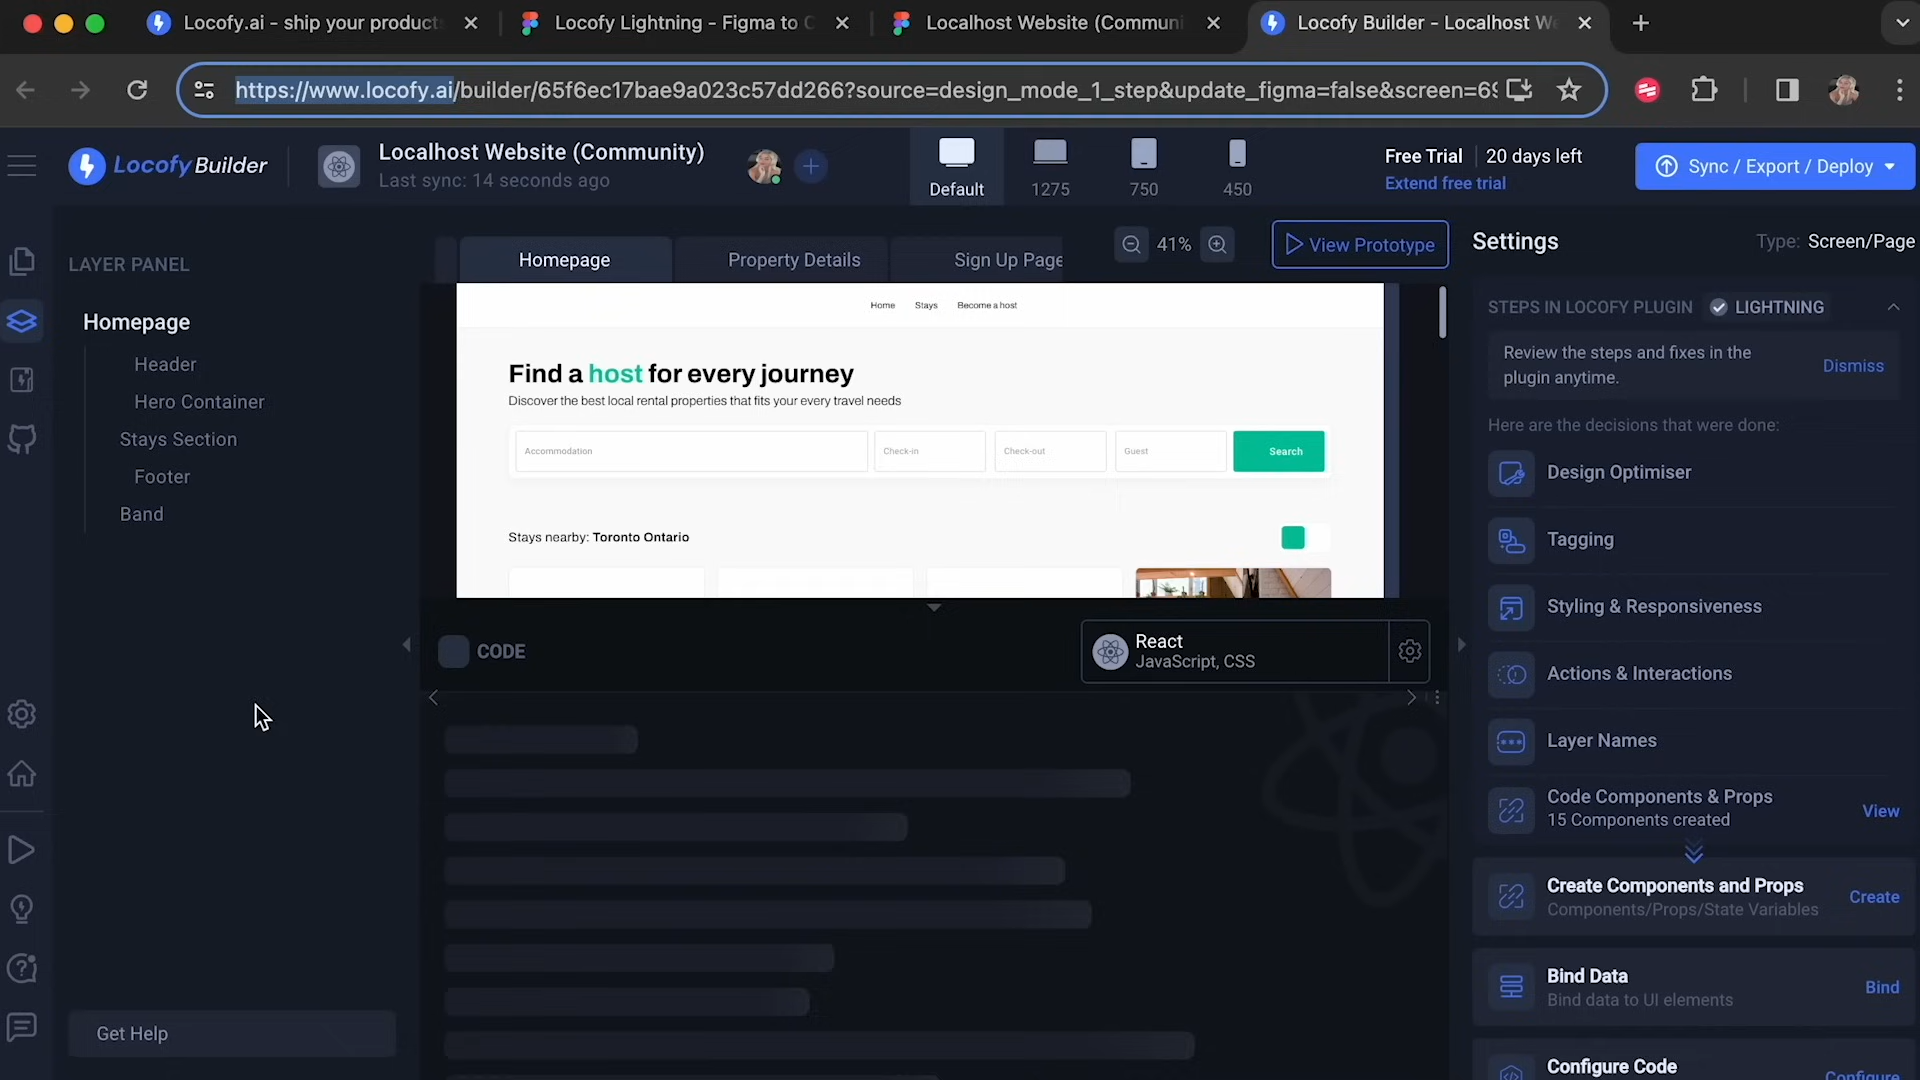 Locofy.ai - ship your products
Locofy Lightning - Figma to C
Localhost Website (Communi
Locofy Builder - Localhost W
https://www.locofy.ai/builder/65f6ec17bae9a023c57dd266?source=design_mode_1_step&update_figma=false&screen=69
Locofy Builder
Localhost Website (Community)
Last sync: 14 seconds ago
Default
1275
750
450
Free Trial
20 days left
Extend free trial
Sync / Export / Deploy
LAYER PANEL
Homepage
Header
Hero Container
Stays Section
Footer
Band
Get Help
Homepage
Property Details
Sign Up Page
41%
View Prototype
Home
Stays
Become a host
Find a host for every journey
Discover the best local rental properties that fits your every travel needs
Accommodation
Check-in
Check-out
Guest
Search
Stays nearby: Toronto Ontario
CODE
React
JavaScript, CSS
Settings
Type: Screen/Page
STEPS IN LOCOFY PLUGIN
LIGHTNING
Review the steps and fixes in the
plugin anytime.
Dismiss
Here are the decisions that were done:
Design Optimiser
Tagging
Styling & Responsiveness
Actions & Interactions
Layer Names
Code Components & Props
15 Components created
View
Create Components and Props
Components/Props/State Variables
Create
Bind Data
Bind data to UI elements
Bind
Configure Code
Configure